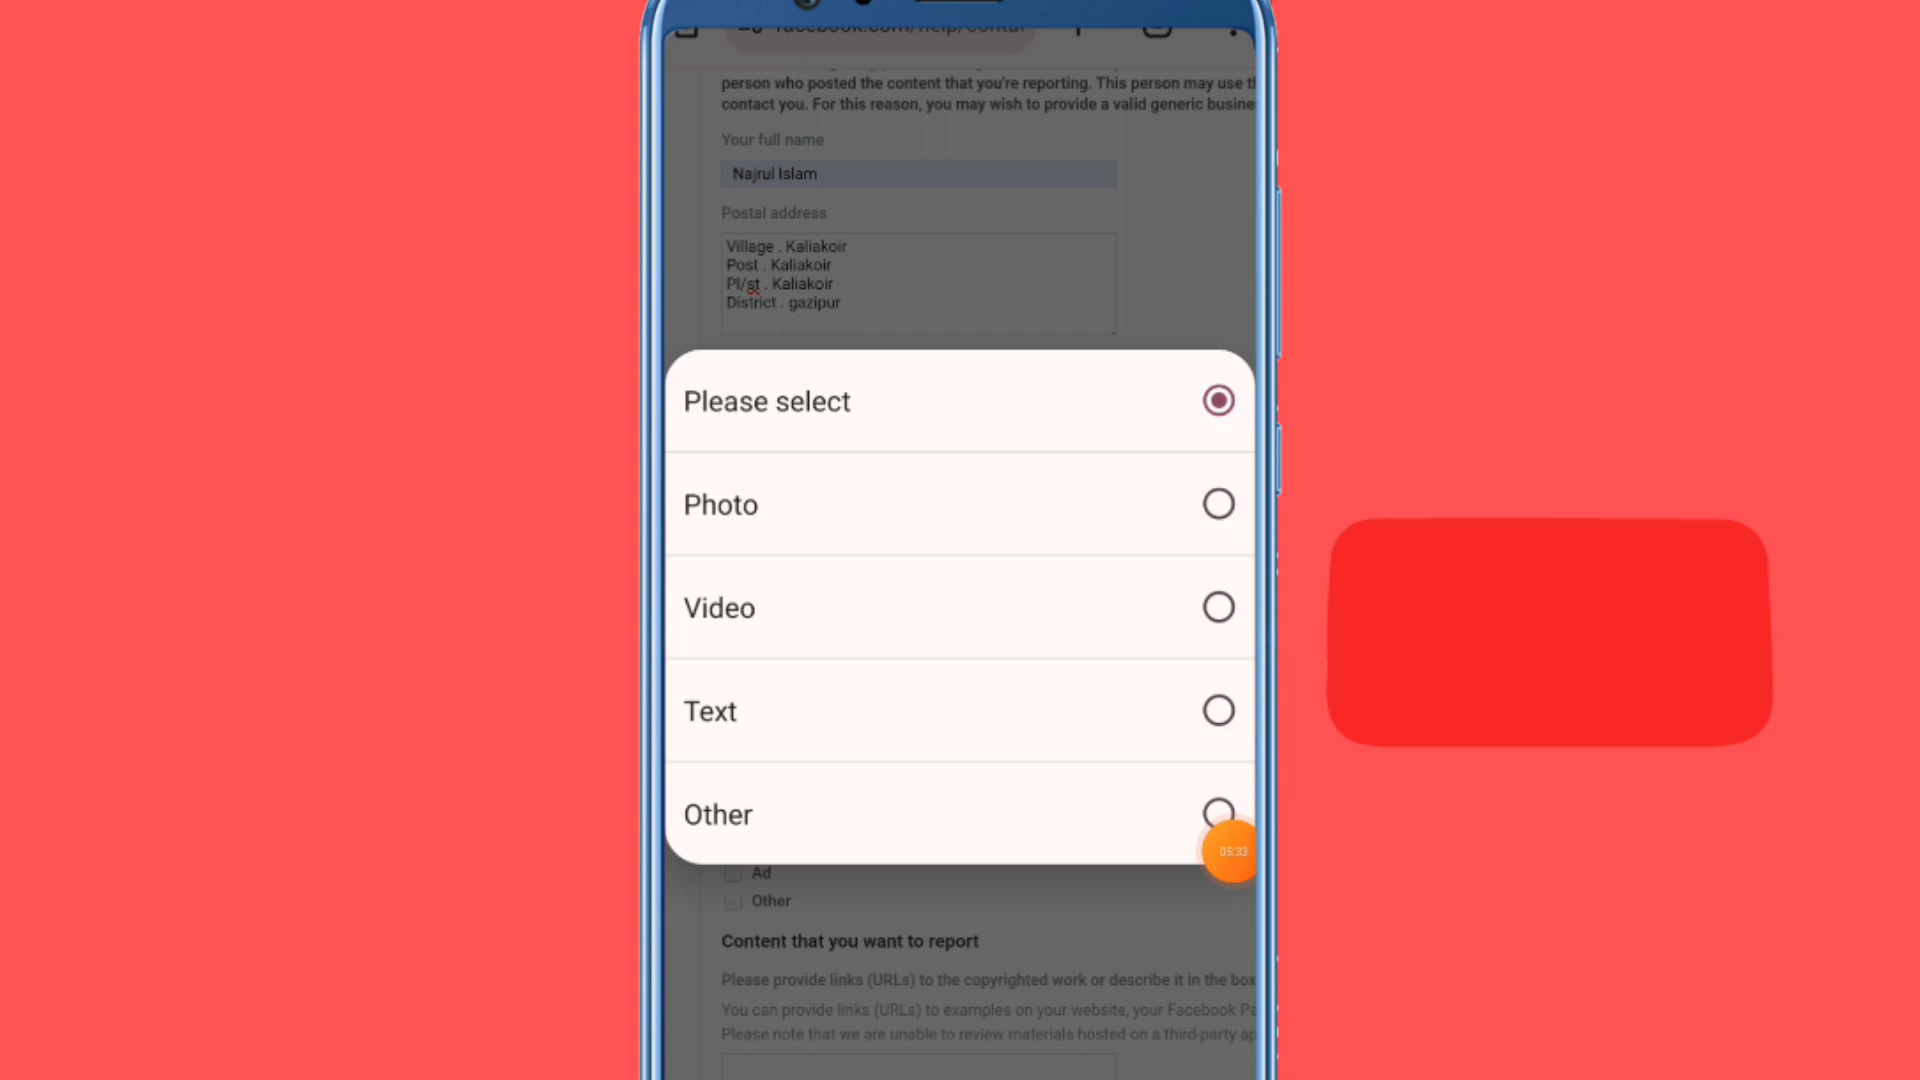 facebook.com/help/conta
person who posted the content that you're reporting. This person may use th
contact you. For this reason, you may wish to provide a valid generic busine
Your full name
Najrul Islam
Postal address
Village . Kaliakoir
Post . Kaliakoir
Pl/st . Kaliakoir
District . gazipur
Please select
Photo
Video
Text
Other
05:33
Ad
Other
Content that you want to report
Please provide links (URLs) to the copyrighted work or describe it in the box
You can provide links (URLs) to examples on your website, your Facebook Pa
Please note that we are unable to review materials hosted on a third-party ap